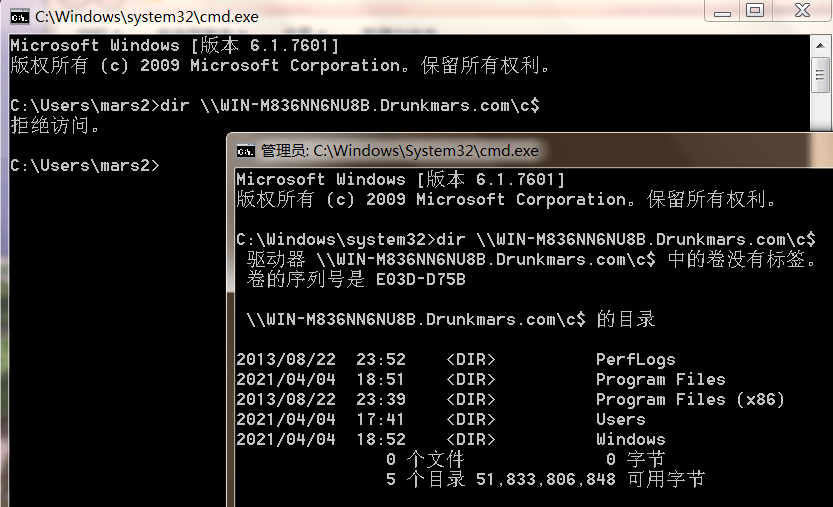 C:\Windows\system32\cmd.exe
Microsoft Windows [版本 6.1.7601]
版权所有 (c) 2009 Microsoft Corporation。保留所有权利。
C:\Users\mars2>dir \\WIN-M836NN6NU8B.Drunkmars.com\c$
拒绝访问。
C:\Users\mars2>
管理员: C:\Windows\System32\cmd.exe
Microsoft Windows [版本 6.1.7601]
版权所有 (c) 2009 Microsoft Corporation。保留所有权利。
C:\Windows\system32>dir \\WIN-M836NN6NU8B.Drunkmars.com\c$
驱动器 \\WIN-M836NN6NU8B.Drunkmars.com\c$ 中的卷没有标签。
卷的序列号是 E03D-D75B
\\WIN-M836NN6NU8B.Drunkmars.com\c$ 的目录
2013/08/22  23:52    <DIR>          PerfLogs
2021/04/04  18:51    <DIR>          Program Files
2013/08/22  23:39    <DIR>          Program Files (x86)
2021/04/04  17:41    <DIR>          Users
2021/04/04  18:52    <DIR>          Windows
0 个文件              0 字节
5 个目录 51,833,806,848 可用字节